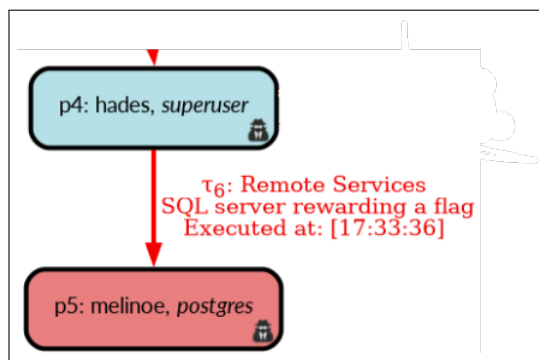 p4: hades, superuser
τ6: Remote Services
SQL server rewarding a flag
Executed at: [17:33:36]
p5: melinoe, postgres